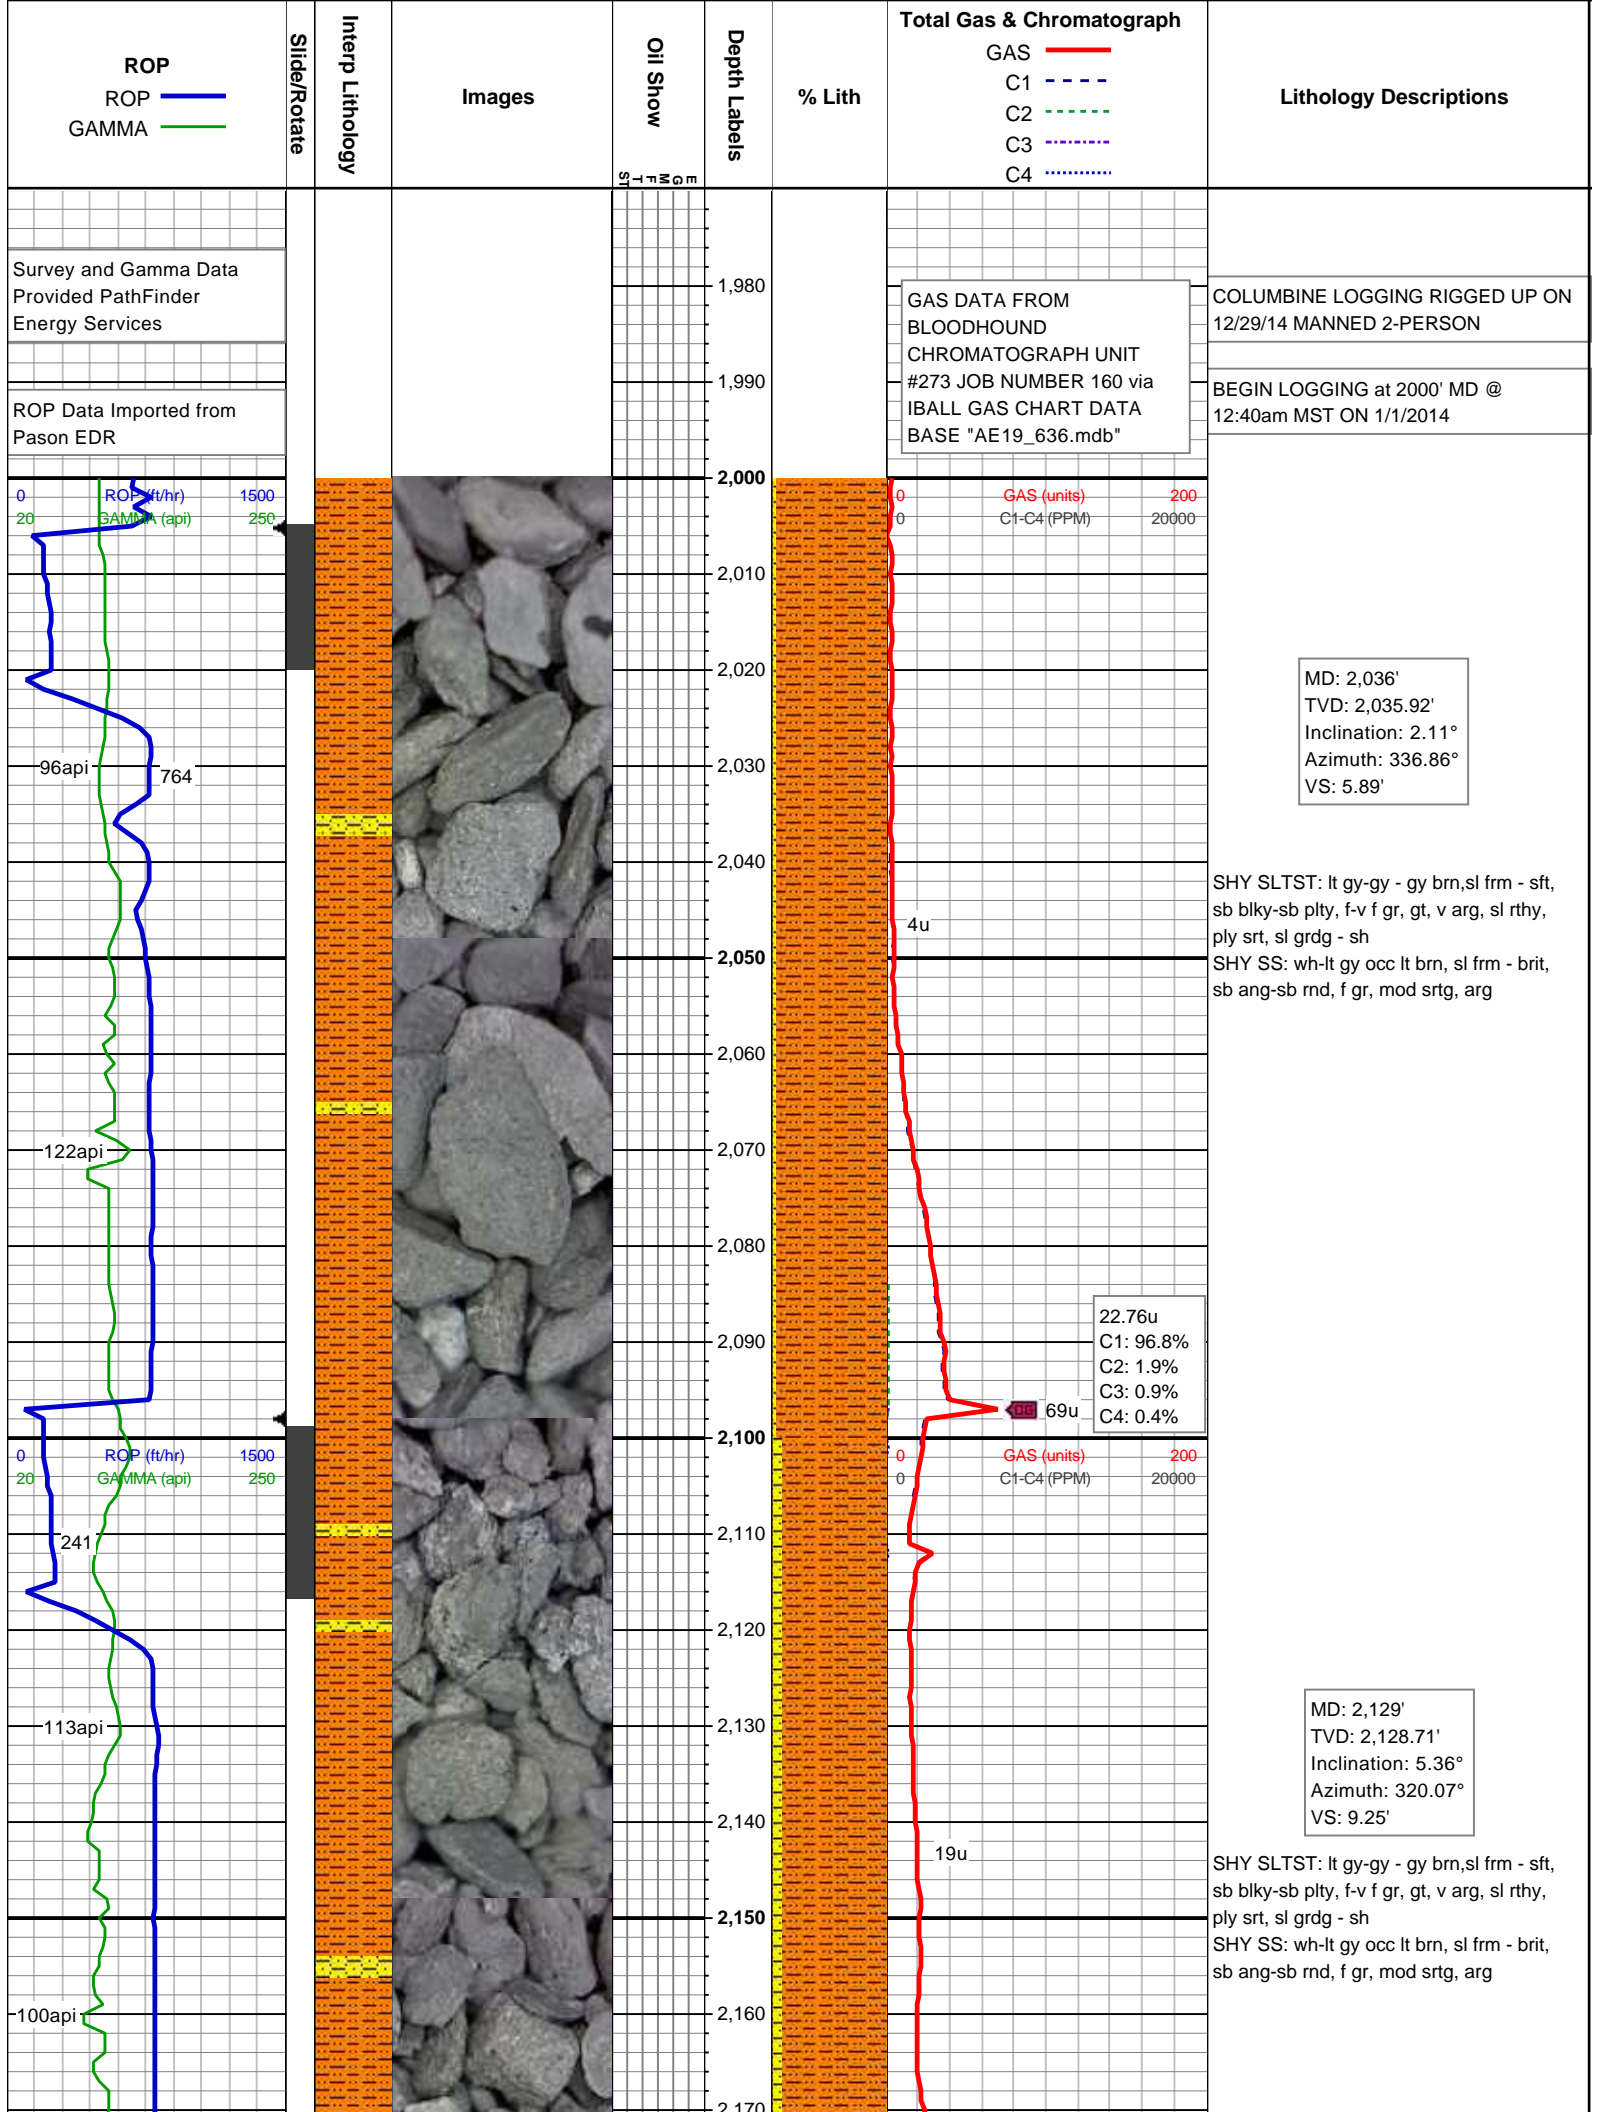 ROP
ROP
GAMMA
Slide/Rotate
Interp Lithology
Images
Oil Show
ST T F M G E
Depth Labels
% Lith
Total Gas & Chromatograph
GAS
C1
C2
C3
C4
Lithology Descriptions
Survey and Gamma Data
Provided PathFinder
Energy Services
ROP Data Imported from
Pason EDR
1,980
1,990
GAS DATA FROM
BLOODHOUND
CHROMATOGRAPH UNIT
#273 JOB NUMBER 160 via
IBALL GAS CHART DATA
BASE "AE19_636.mdb"
COLUMBINE LOGGING RIGGED UP ON
12/29/14 MANNED 2-PERSON
BEGIN LOGGING at 2000' MD @
12:40am MST ON 1/1/2014
2,000
0 ROP (ft/hr) 1500
20 GAMMA (api) 250
0 GAS (units) 200
0 C1-C4 (PPM) 20000
2,010
2,020
MD: 2,036'
TVD: 2,035.92'
Inclination: 2.11°
Azimuth: 336.86°
VS: 5.89'
96api
764
2,030
2,040
4u
SHY SLTST: lt gy-gy - gy brn,sl frm - sft,
sb blky-sb plty, f-v f gr, gt, v arg, sl rthy,
ply srt, sl grdg - sh
SHY SS: wh-lt gy occ lt brn, sl frm - brit,
sb ang-sb rnd, f gr, mod srtg, arg
2,050
2,060
122api
2,070
2,080
2,090
22.76u
C1: 96.8%
C2: 1.9%
C3: 0.9%
C4: 0.4%
CG
69u
2,100
0 ROP (ft/hr) 1500
20 GAMMA (api) 250
0 GAS (units) 200
0 C1-C4 (PPM) 20000
241
2,110
2,120
113api
2,130
MD: 2,129'
TVD: 2,128.71'
Inclination: 5.36°
Azimuth: 320.07°
VS: 9.25'
2,140
19u
SHY SLTST: lt gy-gy - gy brn,sl frm - sft,
sb blky-sb plty, f-v f gr, gt, v arg, sl rthy,
ply srt, sl grdg - sh
SHY SS: wh-lt gy occ lt brn, sl frm - brit,
sb ang-sb rnd, f gr, mod srtg, arg
2,150
100api
2,160
2,170